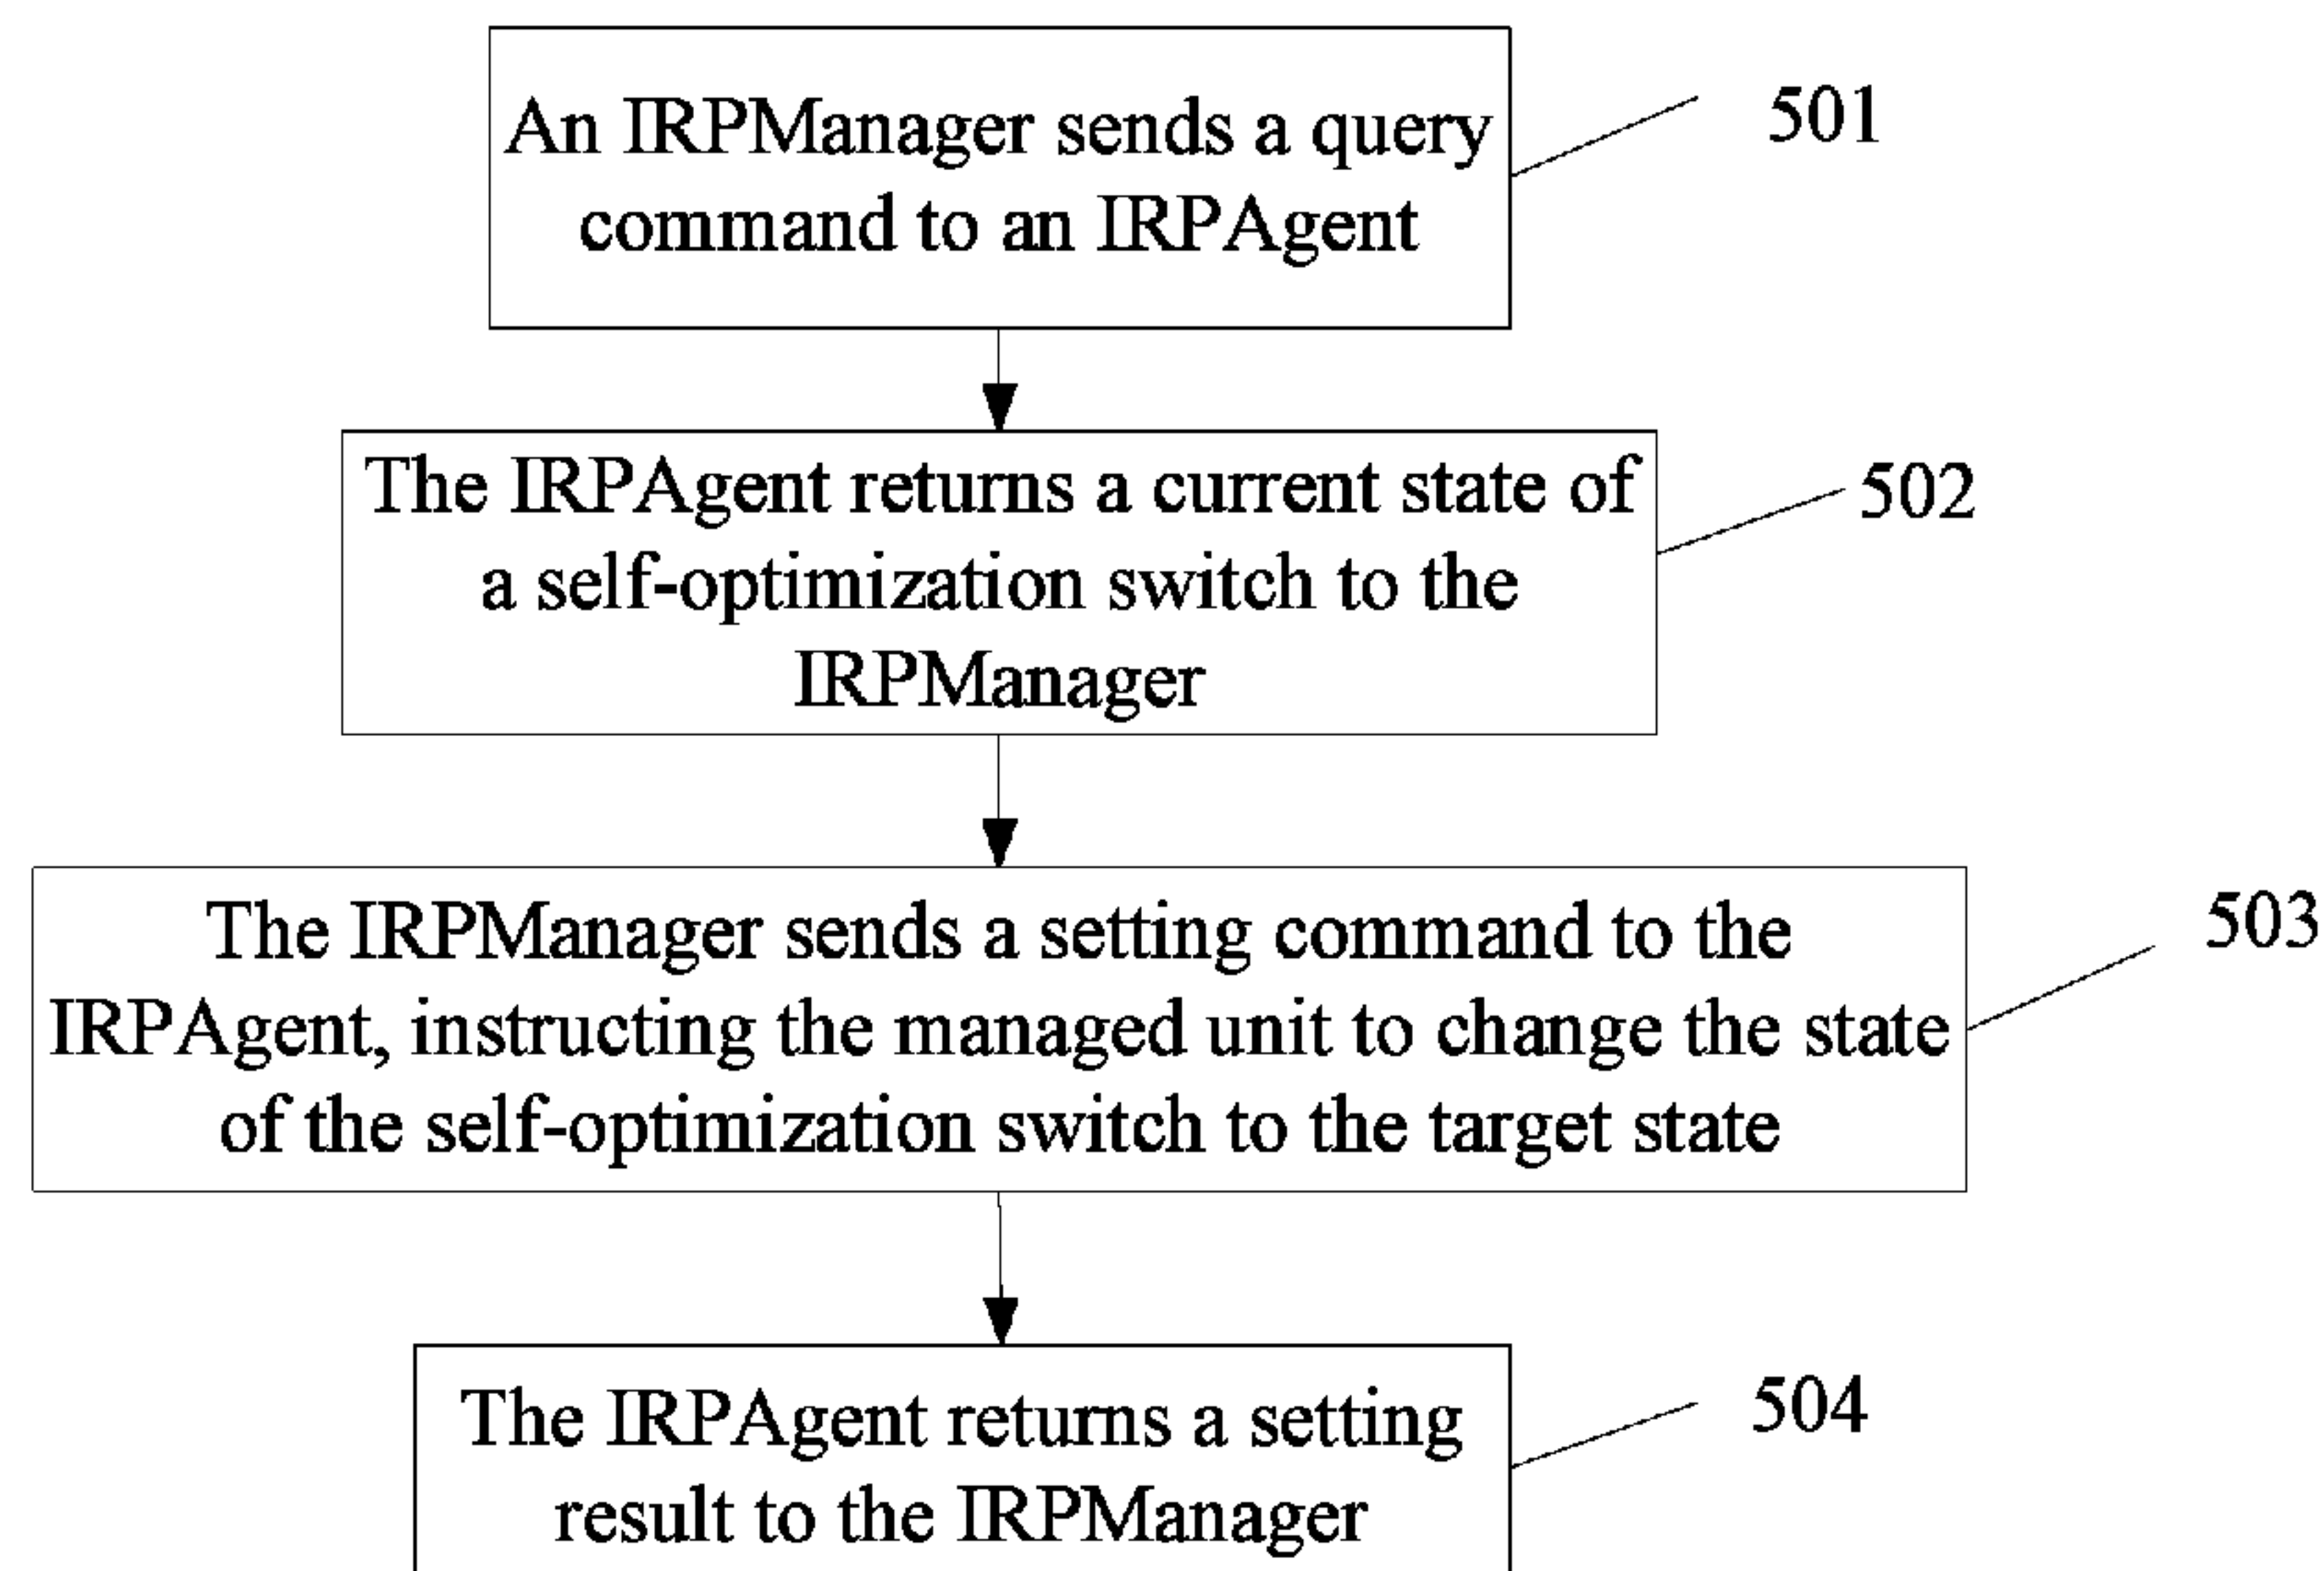 An IRPManager sends a query
command to an IRPAgent
501
The IRPAgent returns a current state of
a self-optimization switch to the
IRPManager
502
The IRPManager sends a setting command to the
IRPAgent, instructing the managed unit to change the state
of the self-optimization switch to the target state
503
The IRPAgent returns a setting
result to the IRPManager
504